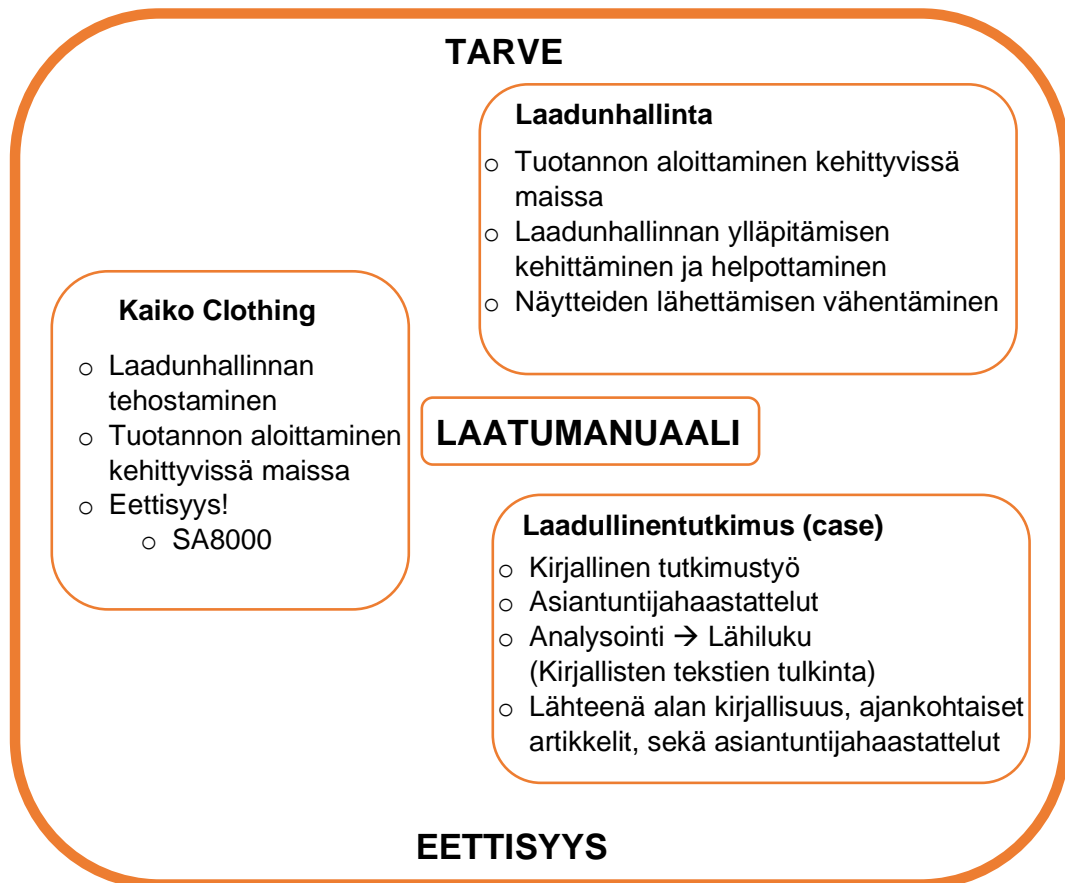 TARVE
Laadunhallinta
o Tuotannon aloittaminen kehittyvissä
maissa
o Laadunhallinnan ylläpitämisen
kehittäminen ja helpottaminen
o Näytteiden lähettämisen vähentäminen
Kaiko Clothing
o Laadunhallinnan
tehostaminen
o Tuotannon aloittaminen
kehittyvissä maissa
o Eettisyys!
o SA8000
LAATUMANUAALI
Laadullinentutkimus (case)
o Kirjallinen tutkimustyö
o Asiantuntijahaastattelut
o Analysointi → Lähiluku
(Kirjallisten tekstien tulkinta)
o Lähteenä alan kirjallisuus, ajankohtaiset
artikkelit, sekä asiantuntijahaastattelut
EETTISYYS